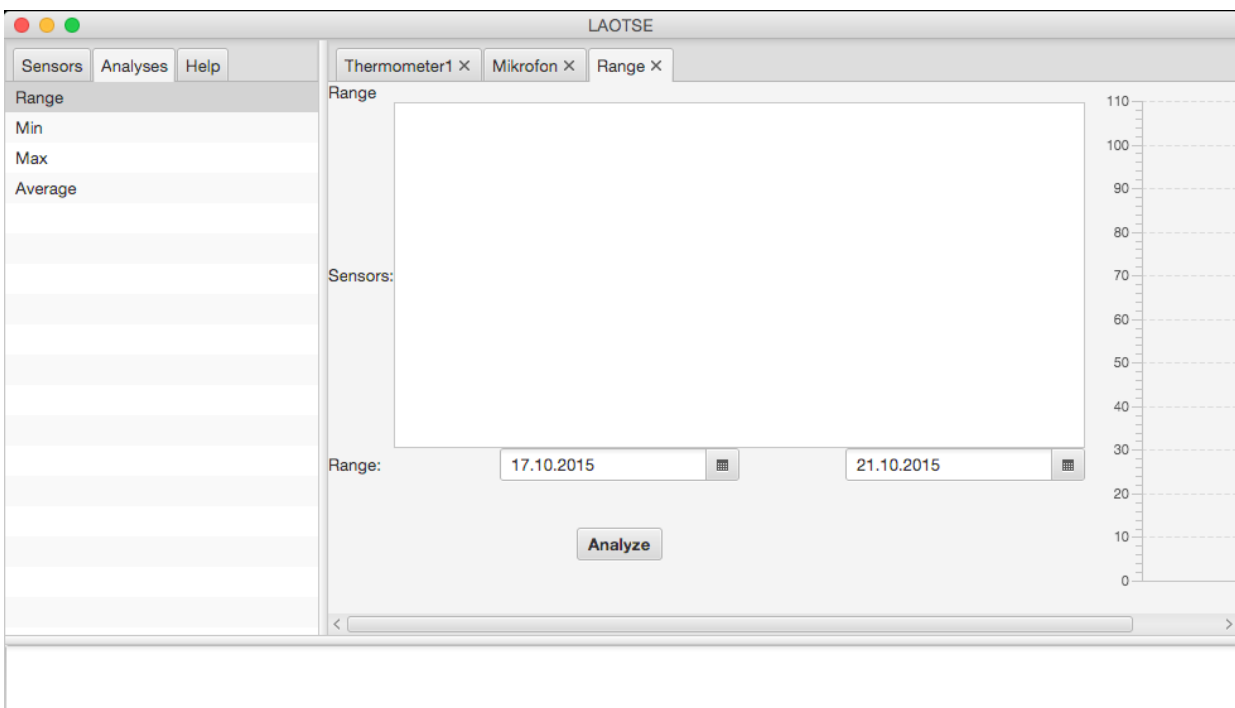 LAOTSE
Sensors Analyses Help
Range
Min
Max
Average
Thermometer1 × Mikrofon × Range ×
Range
Sensors:
Range: 17.10.2015 21.10.2015
Analyze
110
100
90
80
70
60
50
40
30
20
10
0